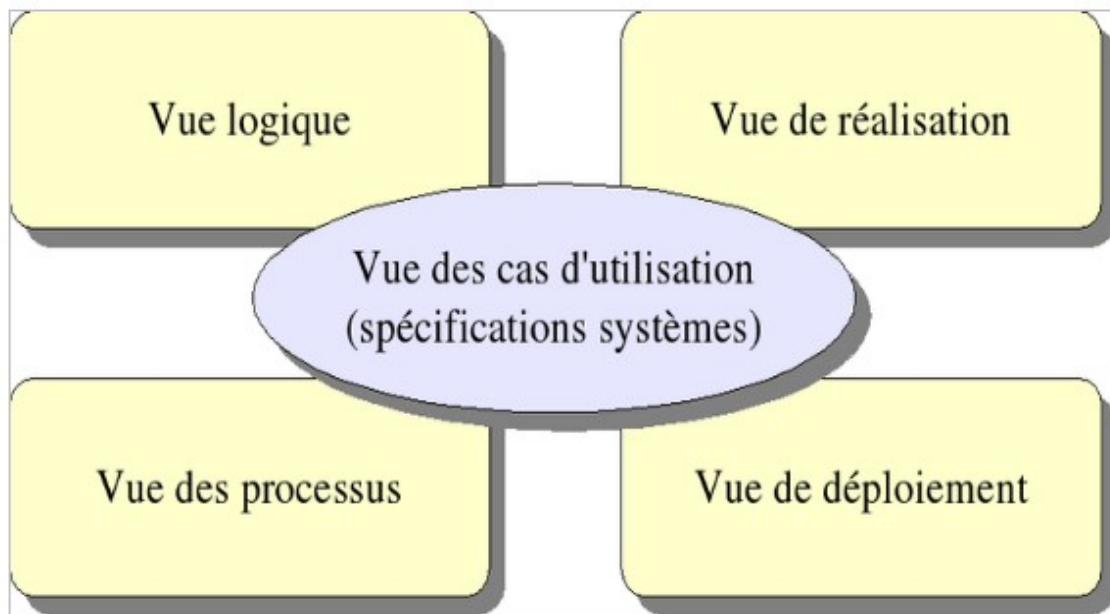 Vue logique
Vue de réalisation
Vue des cas d'utilisation
(spécifications systèmes)
Vue des processus
Vue de déploiement